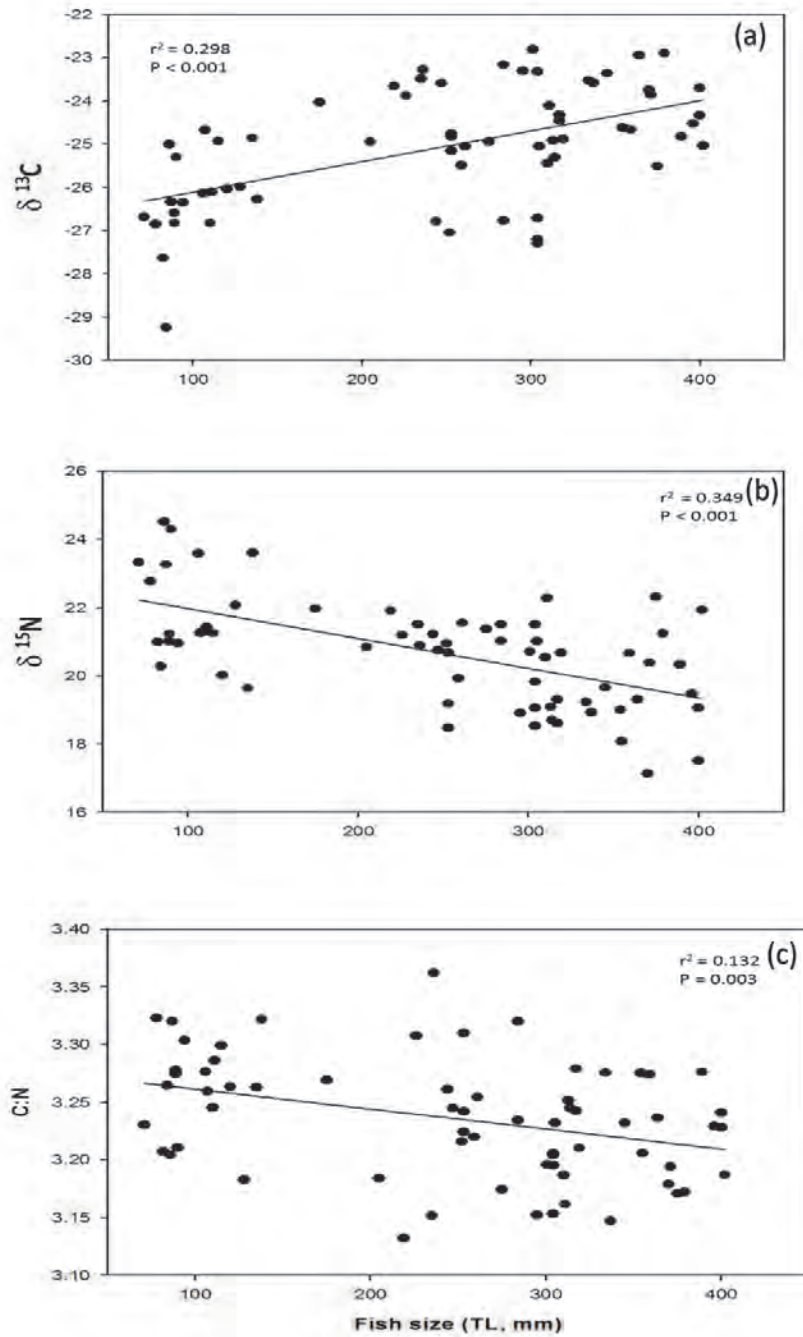 (a)
r² = 0.298
P < 0.001
-22
-23
-24
-25
-26
-27
-28
-29
-30
δ ¹³C
100
200
300
400
(b)
r² = 0.349
P < 0.001
26
24
22
20
18
16
δ ¹⁵N
100
200
300
400
(c)
r² = 0.132
P = 0.003
3.40
3.35
3.30
3.25
3.20
3.15
3.10
C:N
100
200
300
400
Fish size (TL, mm)